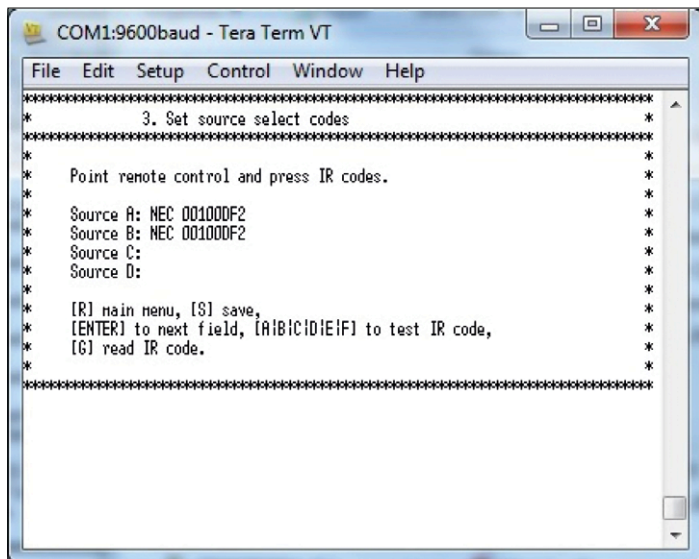 COM1:9600baud - Tera Term VT
File Edit Setup Control Window Help
*******************************************************************************
* 3. Set source select codes *
*******************************************************************************
* *
* Point remote control and press IR codes. *
* *
* Source A: NEC 00100DF2 *
* Source B: NEC 00100DF2 *
* Source C: *
* Source D: *
* *
* [R] main menu, [S] save, *
* [ENTER] to next field, [A|B|C|D|E|F] to test IR code, *
* [G] read IR code. *
* *
*******************************************************************************